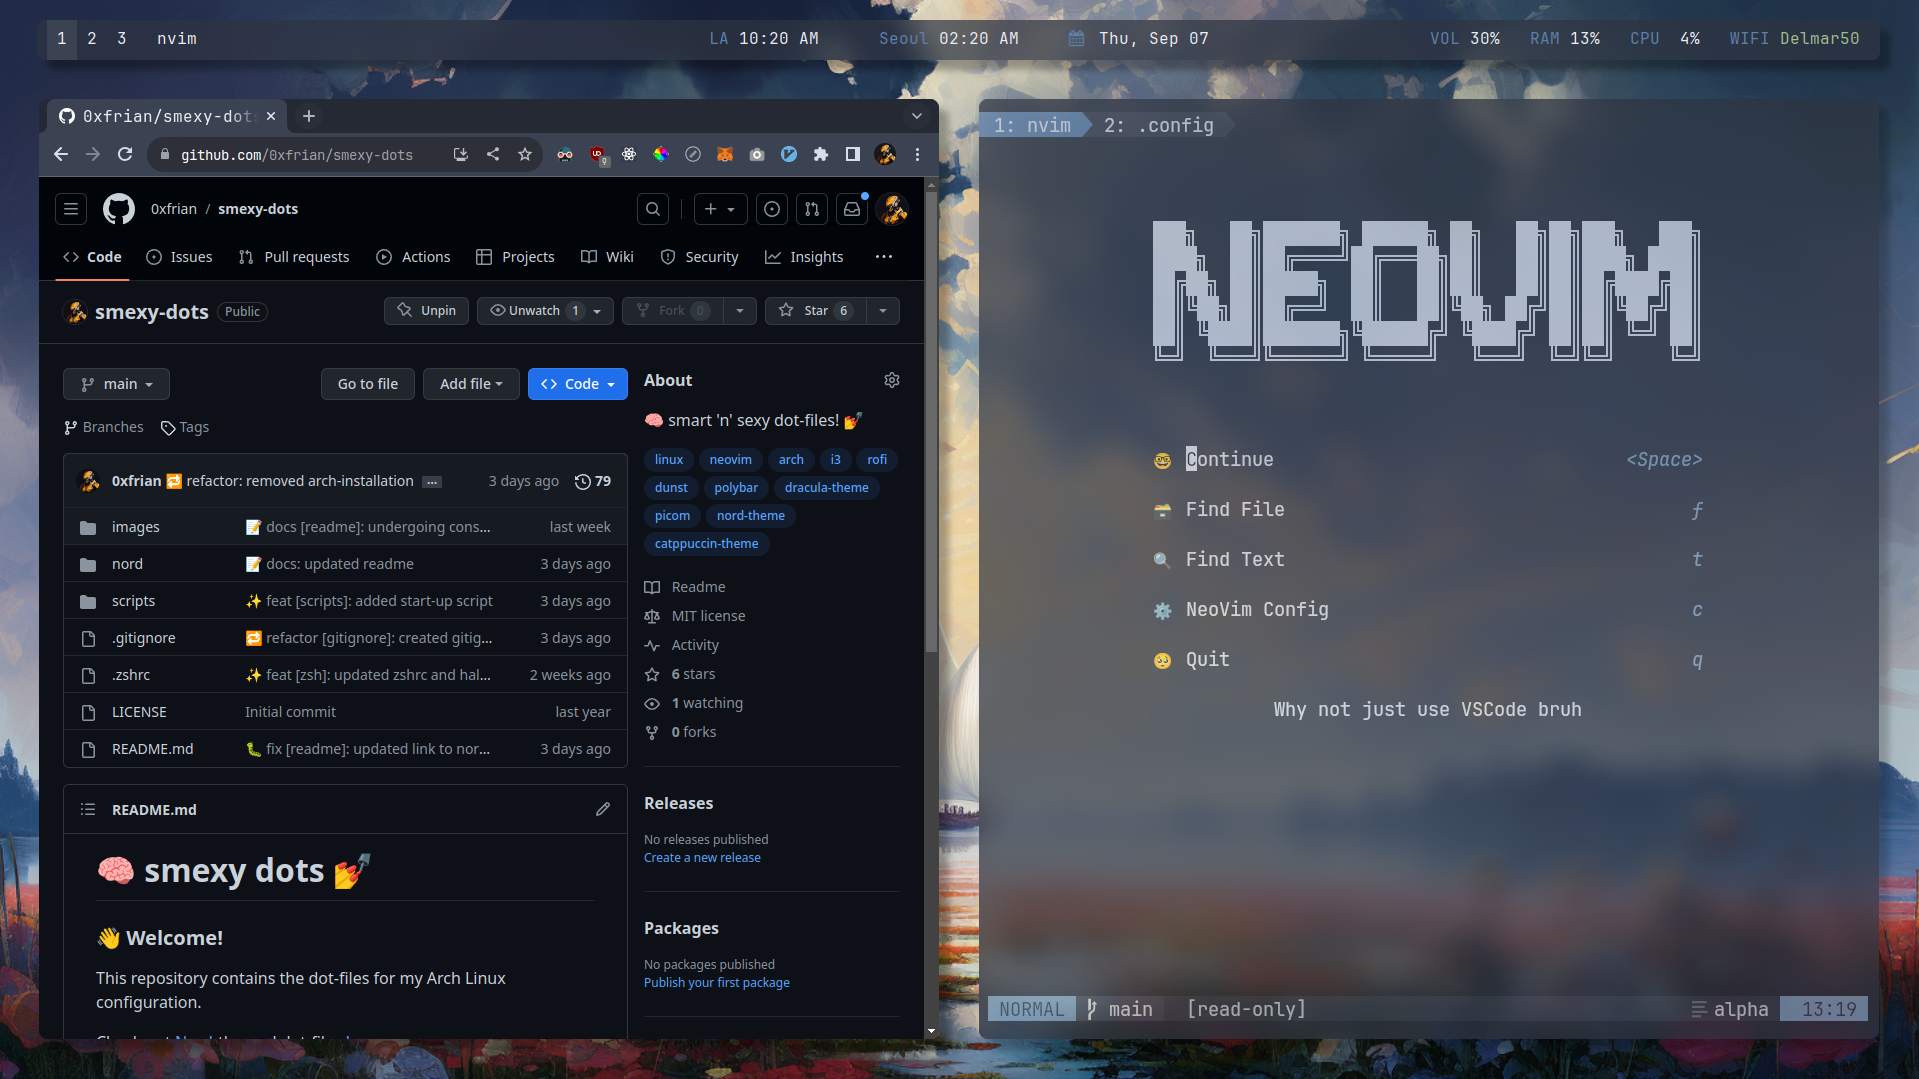 1 2 3 nvim LA 10:20 AM Seoul 02:20 AM Thu, Sep 07 VOL 30% RAM 13% CPU 4% WIFI Delmar50
0xfrian/smexy-dots
github.com/0xfrian/smexy-dots 9
0xfrian / smexy-dots
Code Issues Pull requests Actions Projects Wiki Security Insights ...
smexy-dots Public Unpin Unwatch 1 Fork 0 Star 6
main Go to file Add file Code
Branches Tags
0xfrian refactor: removed arch-installation ... 3 days ago 79
images docs [readme]: undergoing cons... last week
nord docs: updated readme 3 days ago
scripts feat [scripts]: added start-up script 3 days ago
.gitignore refactor [gitignore]: created gitig... 3 days ago
.zshrc feat [zsh]: updated zshrc and hal... 2 weeks ago
LICENSE Initial commit last year
README.md fix [readme]: updated link to nor... 3 days ago
README.md
smexy dots
Welcome!
This repository contains the dot-files for my Arch Linux
configuration.
About
smart 'n' sexy dot-files!
linux neovim arch i3 rofi
dunst polybar dracula-theme
picom nord-theme
catppuccin-theme
Readme
MIT license
Activity
6 stars
1 watching
0 forks
Releases
No releases published
Create a new release
Packages
No packages published
Publish your first package
1: nvim 2: .config
NEOVIM
Continue <Space>
Find File f
Find Text t
NeoVim Config c
Quit q
Why not just use VSCode bruh
NORMAL main [read-only] alpha 13:19